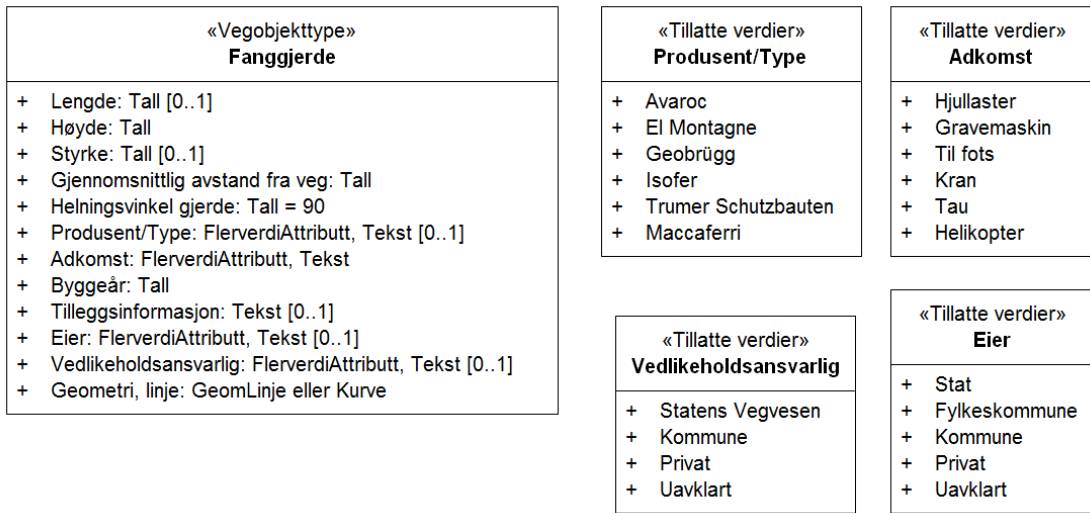 «Vegobjekttype»
Fanggjerde
+ Lengde: Tall [0..1]
+ Høyde: Tall
+ Styrke: Tall [0..1]
+ Gjennomsnittlig avstand fra veg: Tall
+ Helningsvinkel gjerde: Tall = 90
+ Produsent/Type: FlerverdiAttributt, Tekst [0..1]
+ Adkomst: FlerverdiAttributt, Tekst
+ Byggeår: Tall
+ Tilleggsinformasjon: Tekst [0..1]
+ Eier: FlerverdiAttributt, Tekst [0..1]
+ Vedlikeholdsansvarlig: FlerverdiAttributt, Tekst [0..1]
+ Geometri, linje: GeomLinje eller Kurve
«Tillatte verdier»
Produsent/Type
+ Avaroc
+ El Montagne
+ Geobrügg
+ Isofer
+ Trumer Schutzbauten
+ Maccaferri
«Tillatte verdier»
Adkomst
+ Hjullaster
+ Gravemaskin
+ Til fots
+ Kran
+ Tau
+ Helikopter
«Tillatte verdier»
Vedlikeholdsansvarlig
+ Statens Vegvesen
+ Kommune
+ Privat
+ Uavklart
«Tillatte verdier»
Eier
+ Stat
+ Fylkeskommune
+ Kommune
+ Privat
+ Uavklart